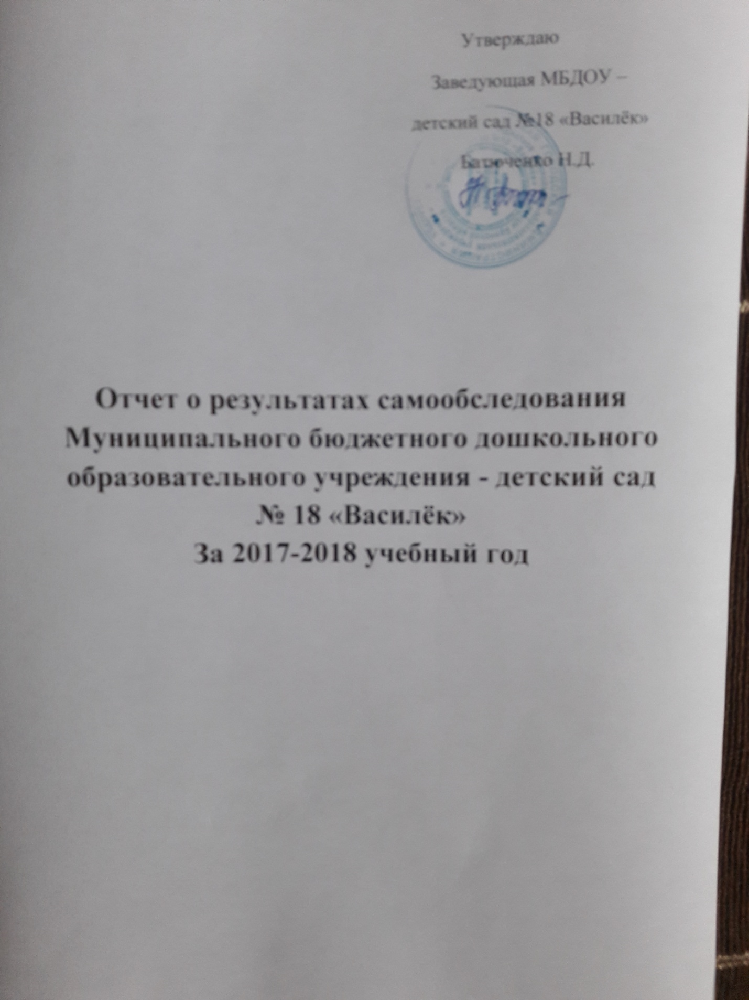 Утверждаю
Заведующая МБДОУ –
детский сад №18 «Василёк»
Батюченко Н.Д.
Отчет о результатах самообследования
Муниципального бюджетного дошкольного
образовательного учреждения - детский сад
№ 18 «Василёк»
За 2017-2018 учебный год